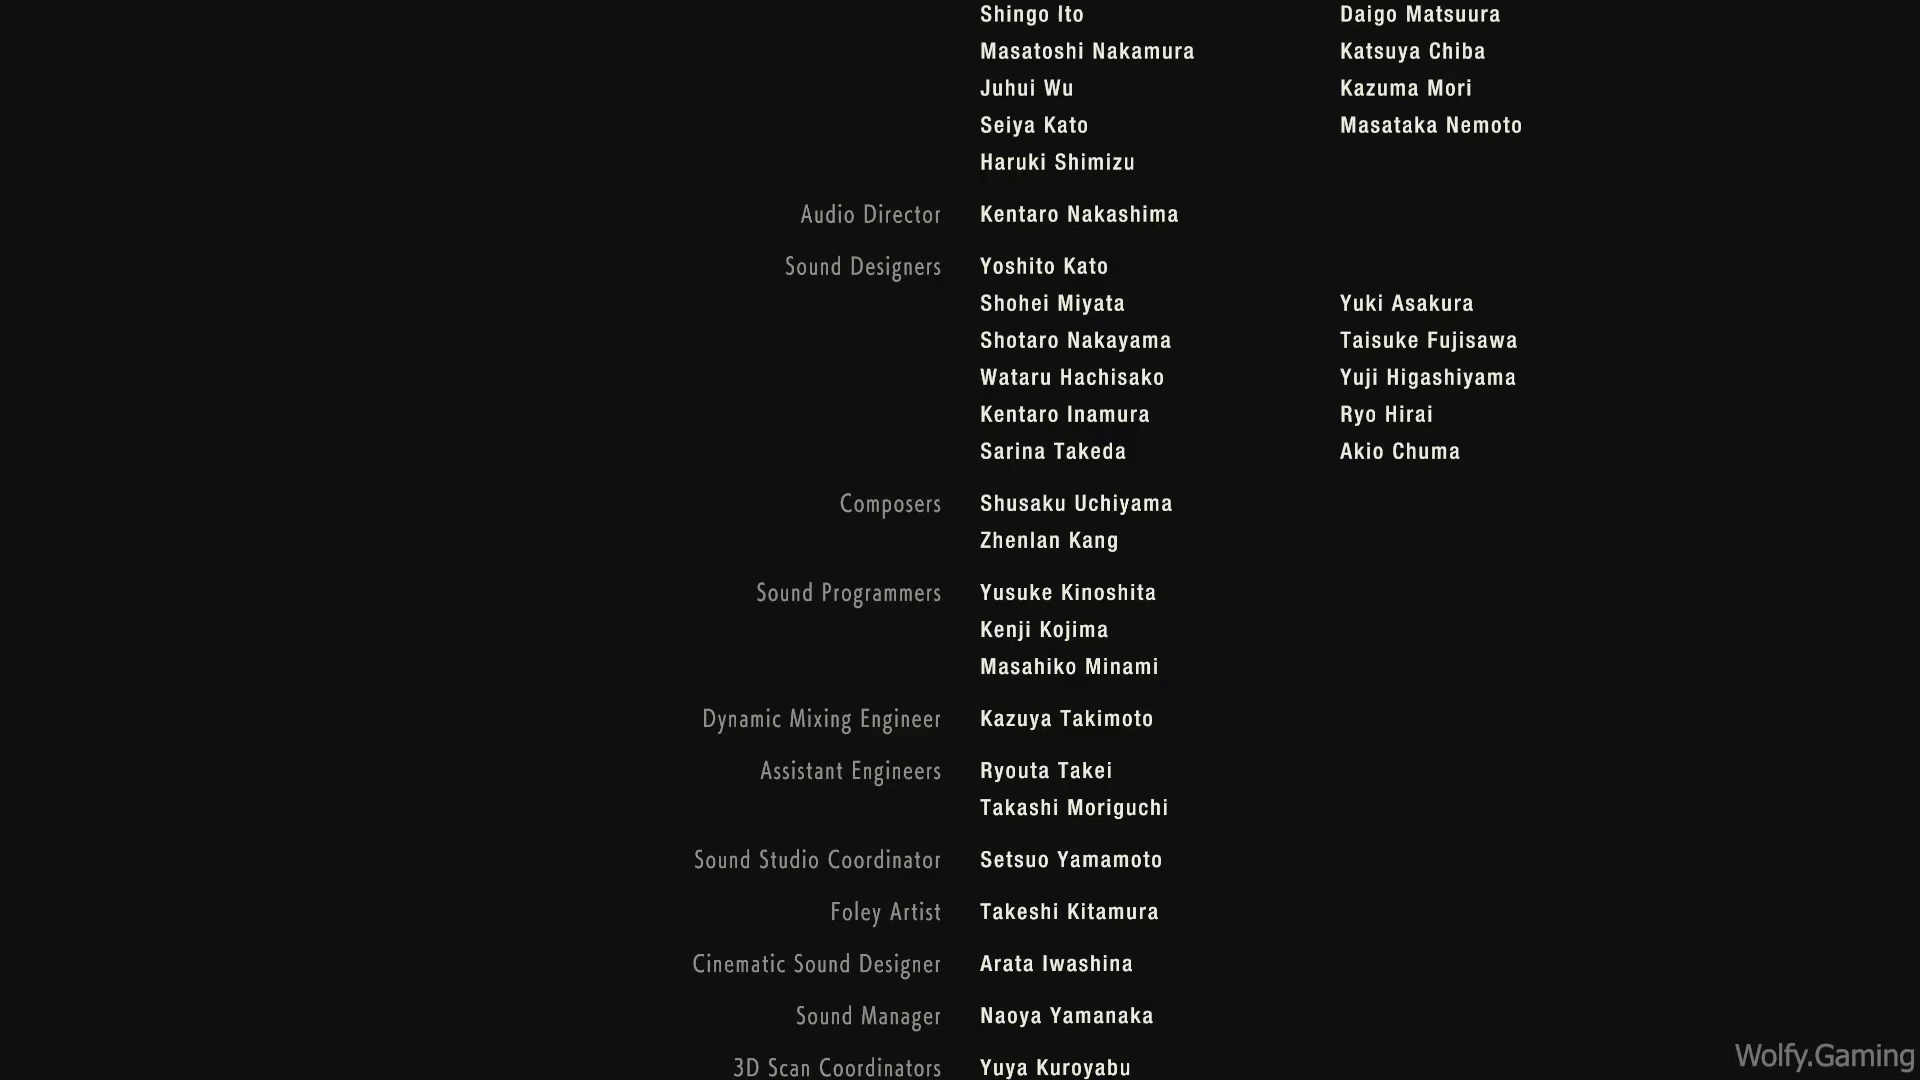 Shingo Ito Daigo Matsuura
Masatoshi Nakamura Katsuya Chiba
Juhui Wu Kazuma Mori
Seiya Kato Masataka Nemoto
Haruki Shimizu
Audio Director Kentaro Nakashima
Sound Designers Yoshito Kato
Shohei Miyata Yuki Asakura
Shotaro Nakayama Taisuke Fujisawa
Wataru Hachisako Yuji Higashiyama
Kentaro Inamura Ryo Hirai
Sarina Takeda Akio Chuma
Composers Shusaku Uchiyama
Zhenlan Kang
Sound Programmers Yusuke Kinoshita
Kenji Kojima
Masahiko Minami
Dynamic Mixing Engineer Kazuya Takimoto
Assistant Engineers Ryouta Takei
Takashi Moriguchi
Sound Studio Coordinator Setsuo Yamamoto
Foley Artist Takeshi Kitamura
Cinematic Sound Designer Arata Iwashina
Sound Manager Naoya Yamanaka
3D Scan Coordinators Yuya Kuroyabu
Wolfy.Gaming